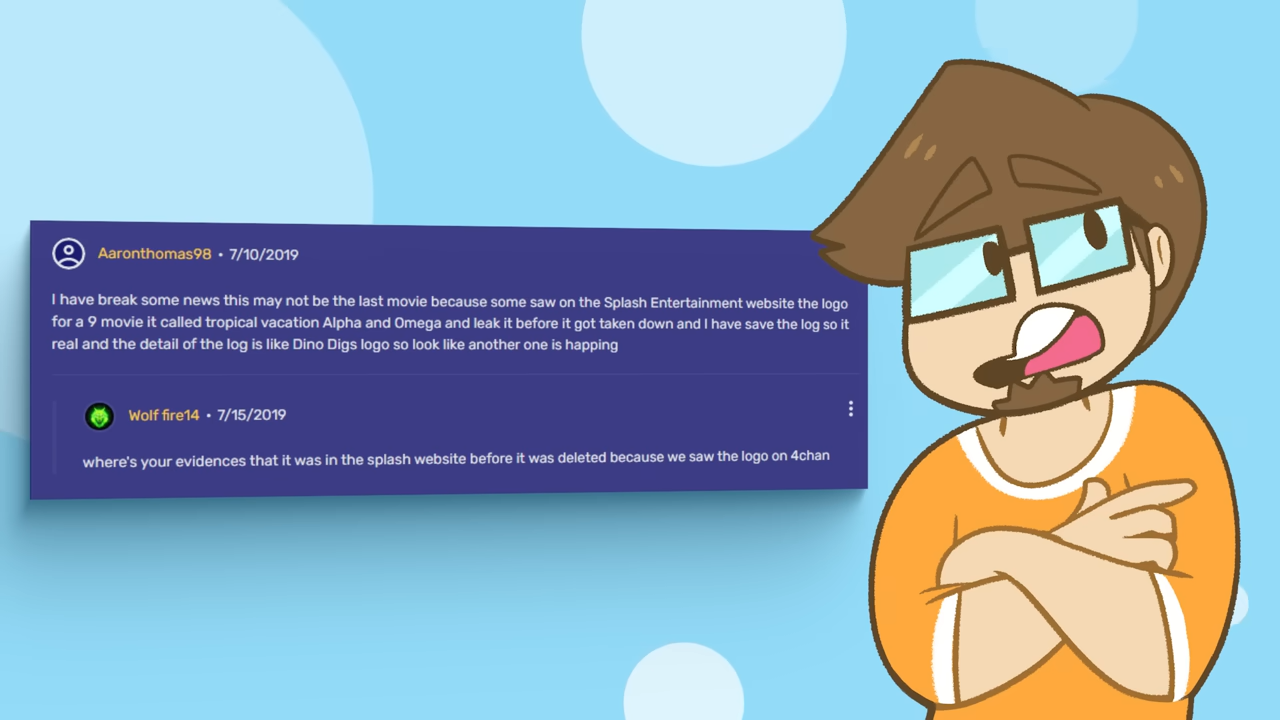 Aaronthomas98 • 7/10/2019
I have break some news this may not be the last movie because some saw on the Splash Entertainment website the logo
for a 9 movie it called tropical vacation Alpha and Omega and leak it before it got taken down and I have save the log so it
real and the detail of the log is like Dino Digs logo so look like another one is happing
Wolf fire14 • 7/15/2019
where's your evidences that it was in the splash website before it was deleted because we saw the logo on 4chan